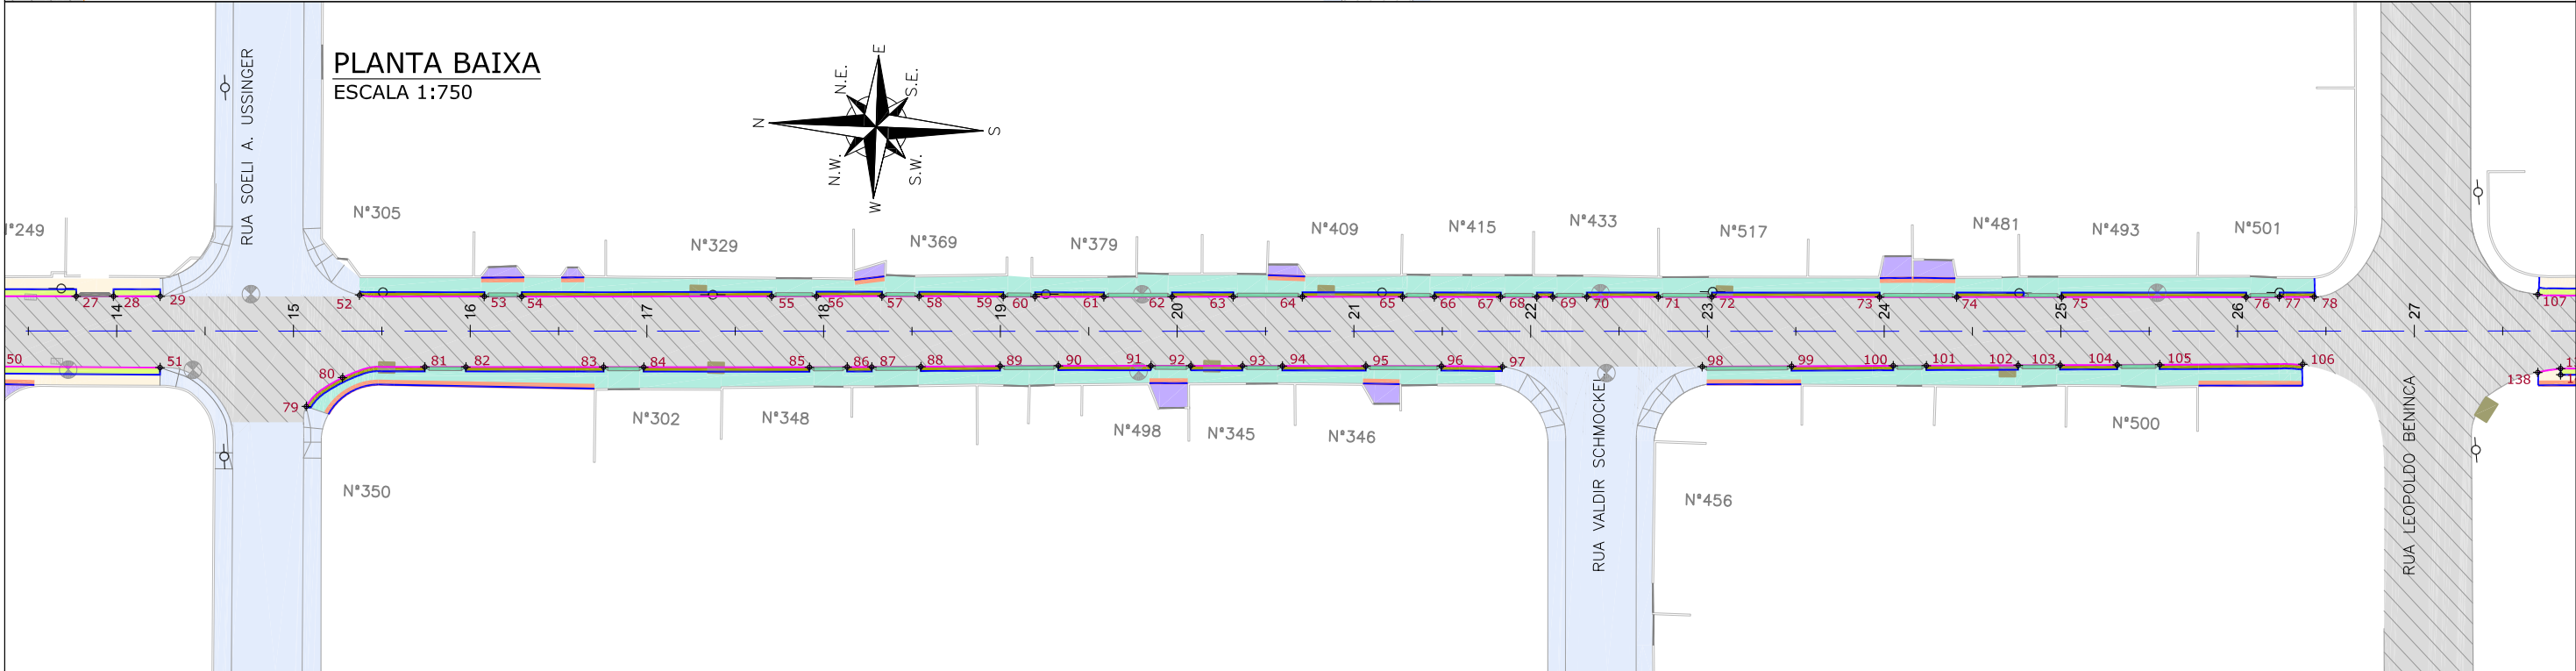 PLANTA BAIXA
ESCALA 1:750
E
N.E.
S.E.
N
S
N.W.
S.W.
W
RUA SOELI A. USSINGER
N°249
N°305
N°329
N°369
N°379
N°409
N°415
N°433
N°517
N°481
N°493
N°501
27 28 29 52 53 54 55 56 57 58 59 60 61 62 63 64 65 66 67 68 69 70 71 72 73 74 75 76 77 78 107
14 15 16 17 18 19 20 21 22 23 24 25 26 27
50 51 79 80 81 82 83 84 85 86 87 88 89 90 91 92 93 94 95 96 97 98 99 100 101 102 103 104 105 106 138
N°350
N°302
N°348
N°498
N°345
N°346
N°456
N°500
RUA VALDIR SCHMOCKEL
RUA LEOPOLDO BENINCA